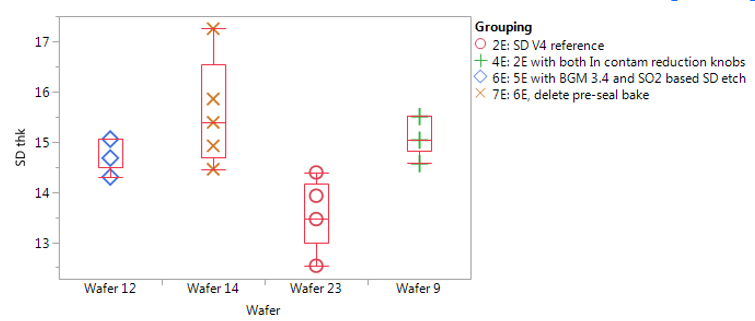 Grouping
2E: SD V4 reference
4E: 2E with both In contam reduction knobs
6E: 5E with BGM 3.4 and SO2 based SD etch
7E: 6E, delete pre-seal bake
SD thk
17
16
15
14
13
Wafer 12 Wafer 14 Wafer 23 Wafer 9
Wafer